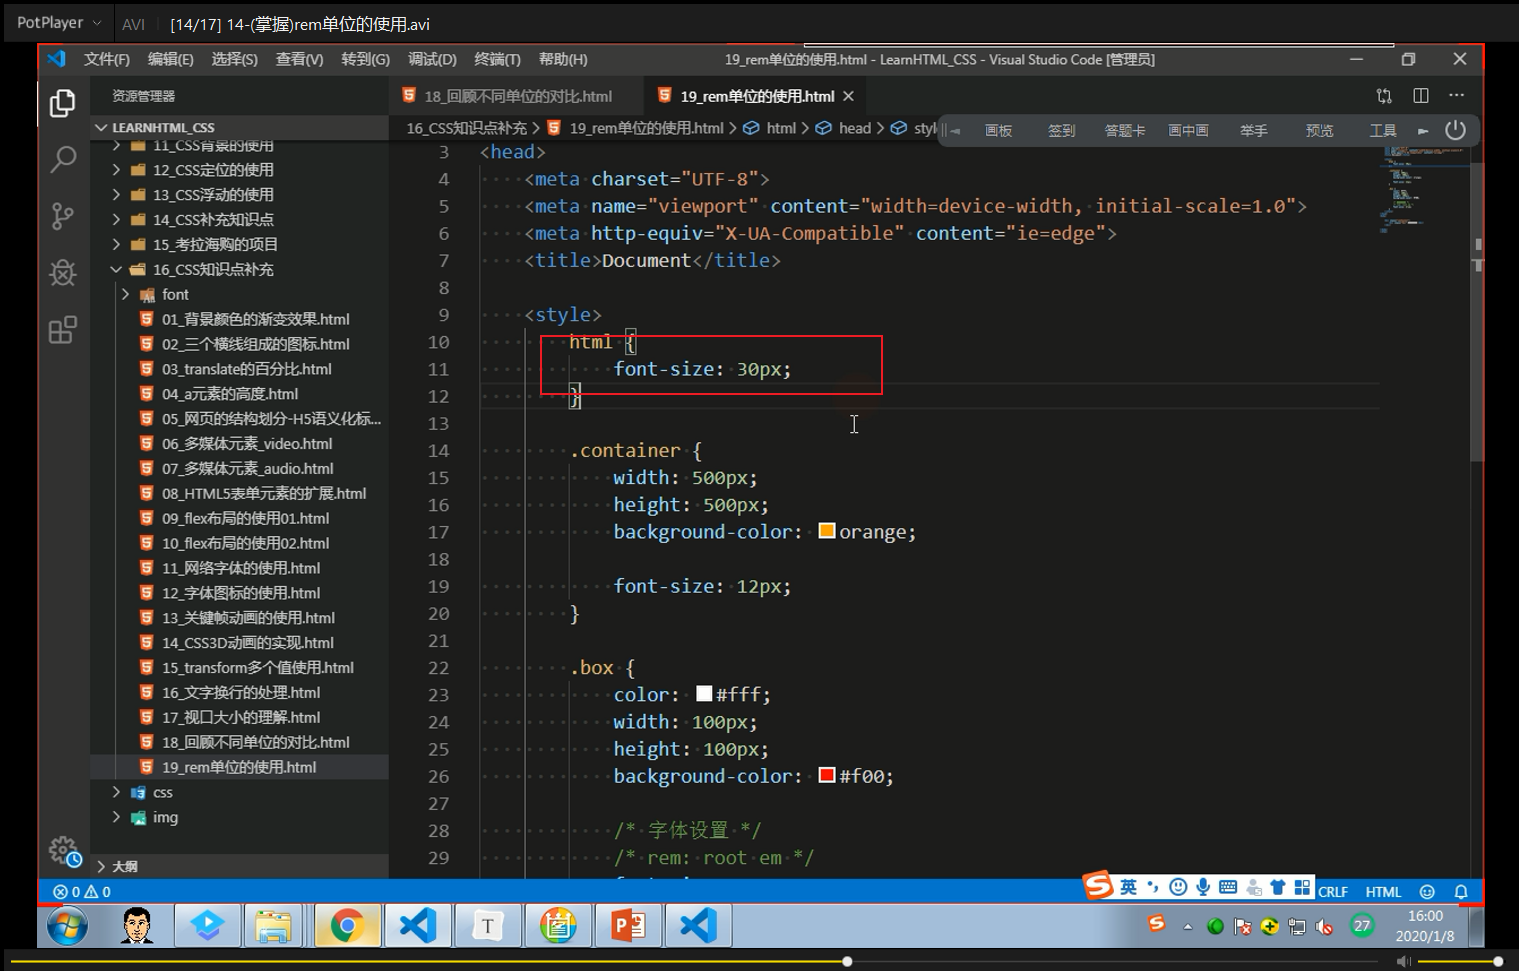 PotPlayer AVI [14/17] 14-(掌握)rem单位的使用.avi
文件(F) 编辑(E) 选择(S) 查看(V) 转到(G) 调试(D) 终端(T) 帮助(H) 19_rem单位的使用.html - LearnHTML_CSS - Visual Studio Code [管理员]
资源管理器
18_回顾不同单位的对比.html 19_rem单位的使用.html
LEARNHTML_CSS
16_CSS知识点补充 > 19_rem单位的使用.html > html > head > styl
画板 签到 答题卡 画中画 举手 预览 工具
11_CSS背景的使用
12_CSS定位的使用
13_CSS浮动的使用
14_CSS补充知识点
15_考拉海购的项目
16_CSS知识点补充
font
01_背景颜色的渐变效果.html
02_三个横线组成的图标.html
03_translate的百分比.html
04_a元素的高度.html
05_网页的结构划分-H5语义化标...
06_多媒体元素_video.html
07_多媒体元素_audio.html
08_HTML5表单元素的扩展.html
09_flex布局的使用01.html
10_flex布局的使用02.html
11_网络字体的使用.html
12_字体图标的使用.html
13_关键帧动画的使用.html
14_CSS3D动画的实现.html
15_transform多个值使用.html
16_文字换行的处理.html
17_视口大小的理解.html
18_回顾不同单位的对比.html
19_rem单位的使用.html
css
img
大纲
3 <head>
4 <meta charset="UTF-8">
5 <meta name="viewport" content="width=device-width, initial-scale=1.0">
6 <meta http-equiv="X-UA-Compatible" content="ie=edge">
7 <title>Document</title>
8
9 <style>
10 html {
11 font-size: 30px;
12 }
13
14 .container {
15 width: 500px;
16 height: 500px;
17 background-color: orange;
18
19 font-size: 12px;
20 }
21
22 .box {
23 color: #fff;
24 width: 100px;
25 height: 100px;
26 background-color: #f00;
27
28 /* 字体设置 */
29 /* rem: root em */
0 0
英
CRLF HTML
27
16:00
2020/1/8